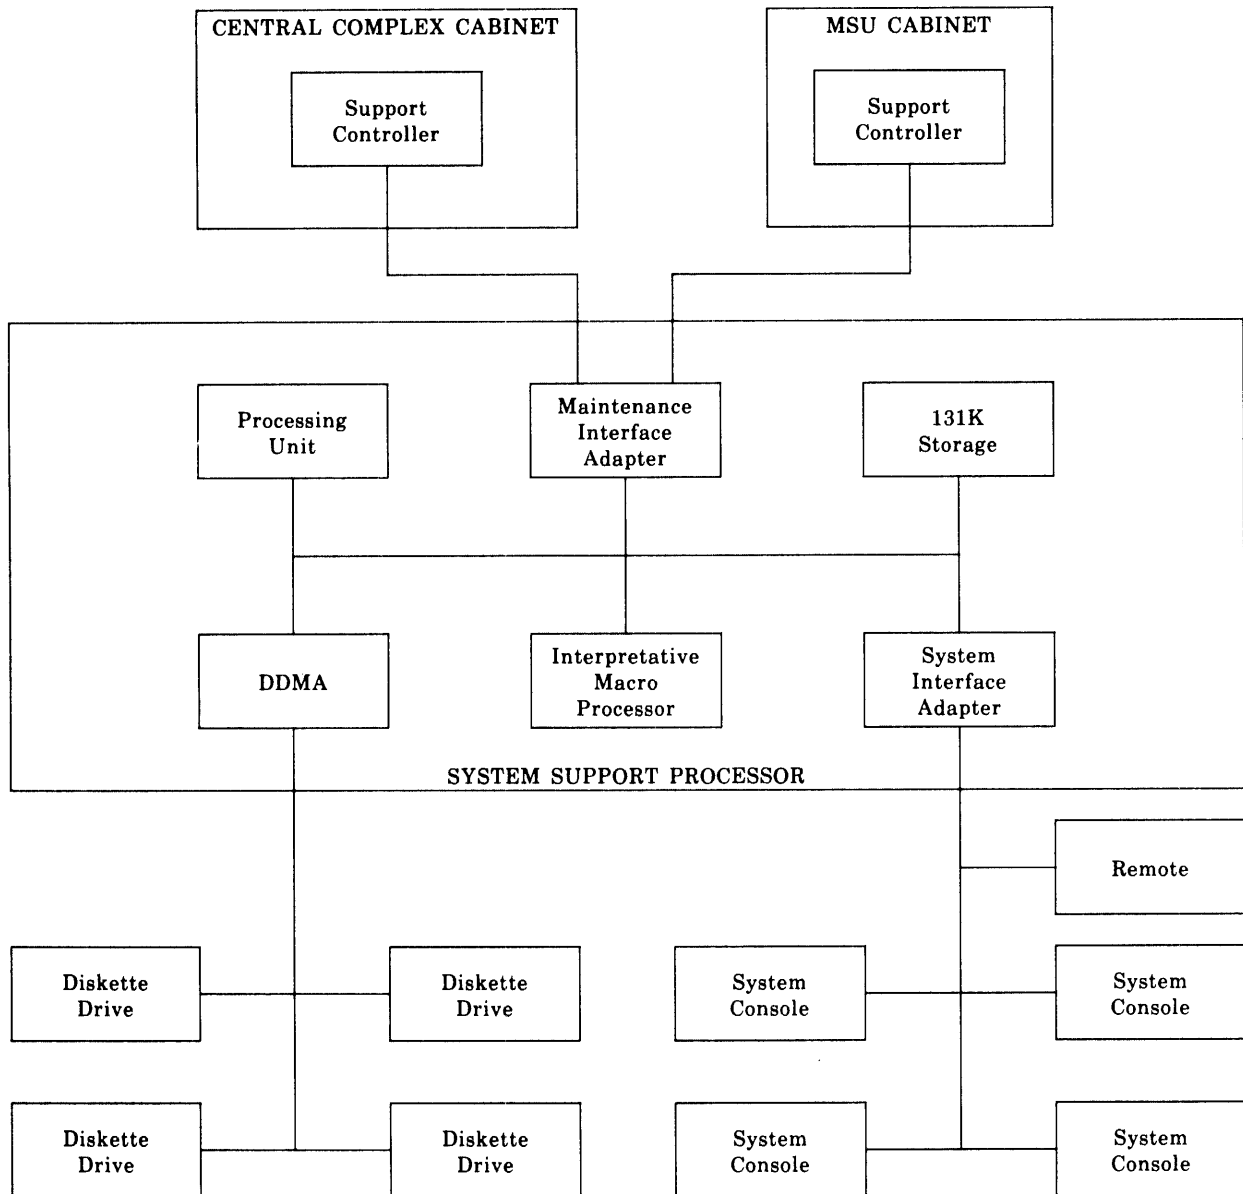 CENTRAL COMPLEX CABINET
MSU CABINET
Support
Controller
Support
Controller
Processing
Unit
Maintenance
Interface
Adapter
131K
Storage
DDMA
Interpretative
Macro
Processor
System
Interface
Adapter
SYSTEM SUPPORT PROCESSOR
Remote
Diskette
Drive
Diskette
Drive
System
Console
System
Console
Diskette
Drive
Diskette
Drive
System
Console
System
Console